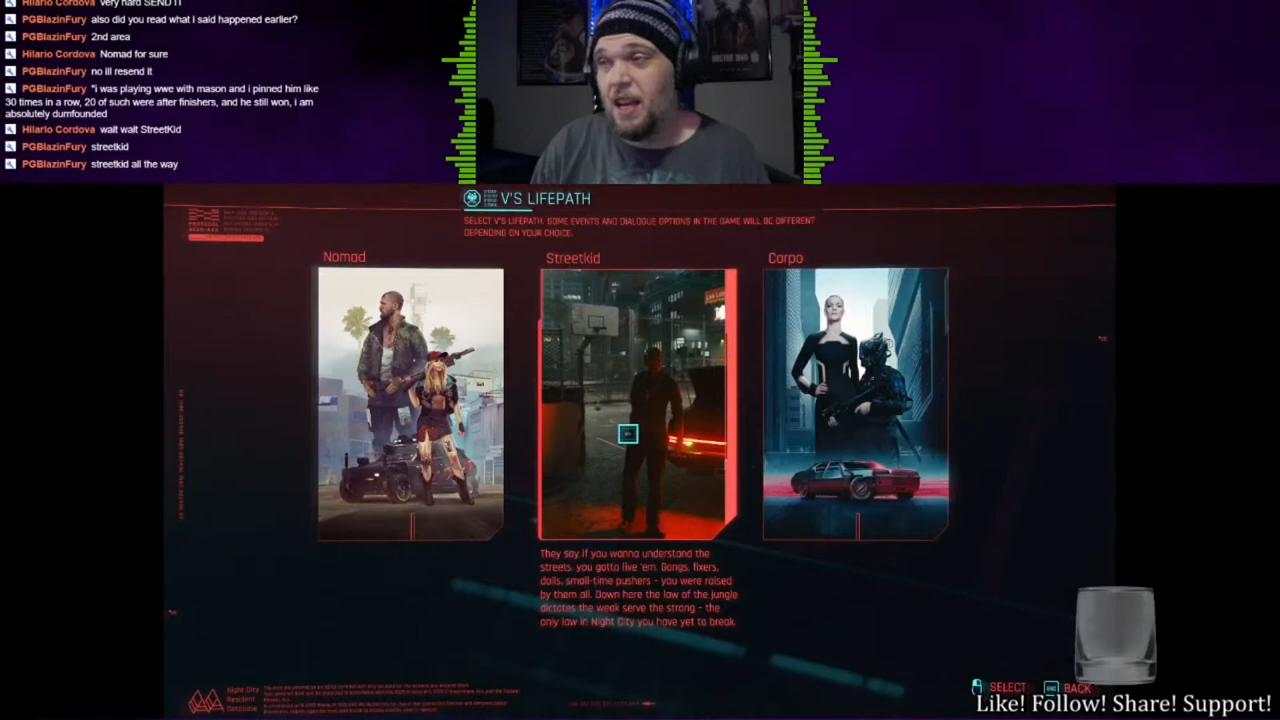 Hilario Cordova very hard SEND IT
PGBlazinFury also did you read what i said happened earlier?
PGBlazinFury 2nd area
Hilario Cordova Nomad for sure
PGBlazinFury no ill resend it
PGBlazinFury "i was playing wwe with mason and i pinned him like
30 times in a row, 20 of such were after finishers, and he still won, i am
absolutely dumfounded"
Hilario Cordova wait wait StreetKid
PGBlazinFury streetkid
PGBlazinFury streetkid all the way
V'S LIFEPATH
SELECT V'S LIFEPATH. SOME EVENTS AND DIALOGUE OPTIONS IN THE GAME WILL BE DIFFERENT
DEPENDING ON YOUR CHOICE.
Nomad
Streetkid
Corpo
They say if you wanna understand the
streets, you gotta live 'em. Gangs, fixers,
dolls, small-time pushers - you were raised
by them all. Down here the law of the jungle
dictates the weak serve the strong - the
only law in Night City you have yet to break.
Night City
Resident
Database
SELECT
BACK
Like! Follow! Share! Support!